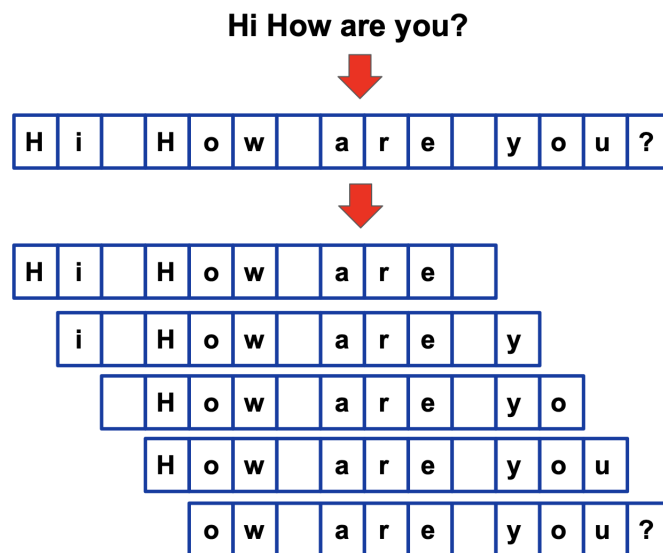 Hi How are you?
H i H o w a r e y o u ?
H i H o w a r e
i H o w a r e y
H o w a r e y o
H o w a r e y o u
o w a r e y o u ?